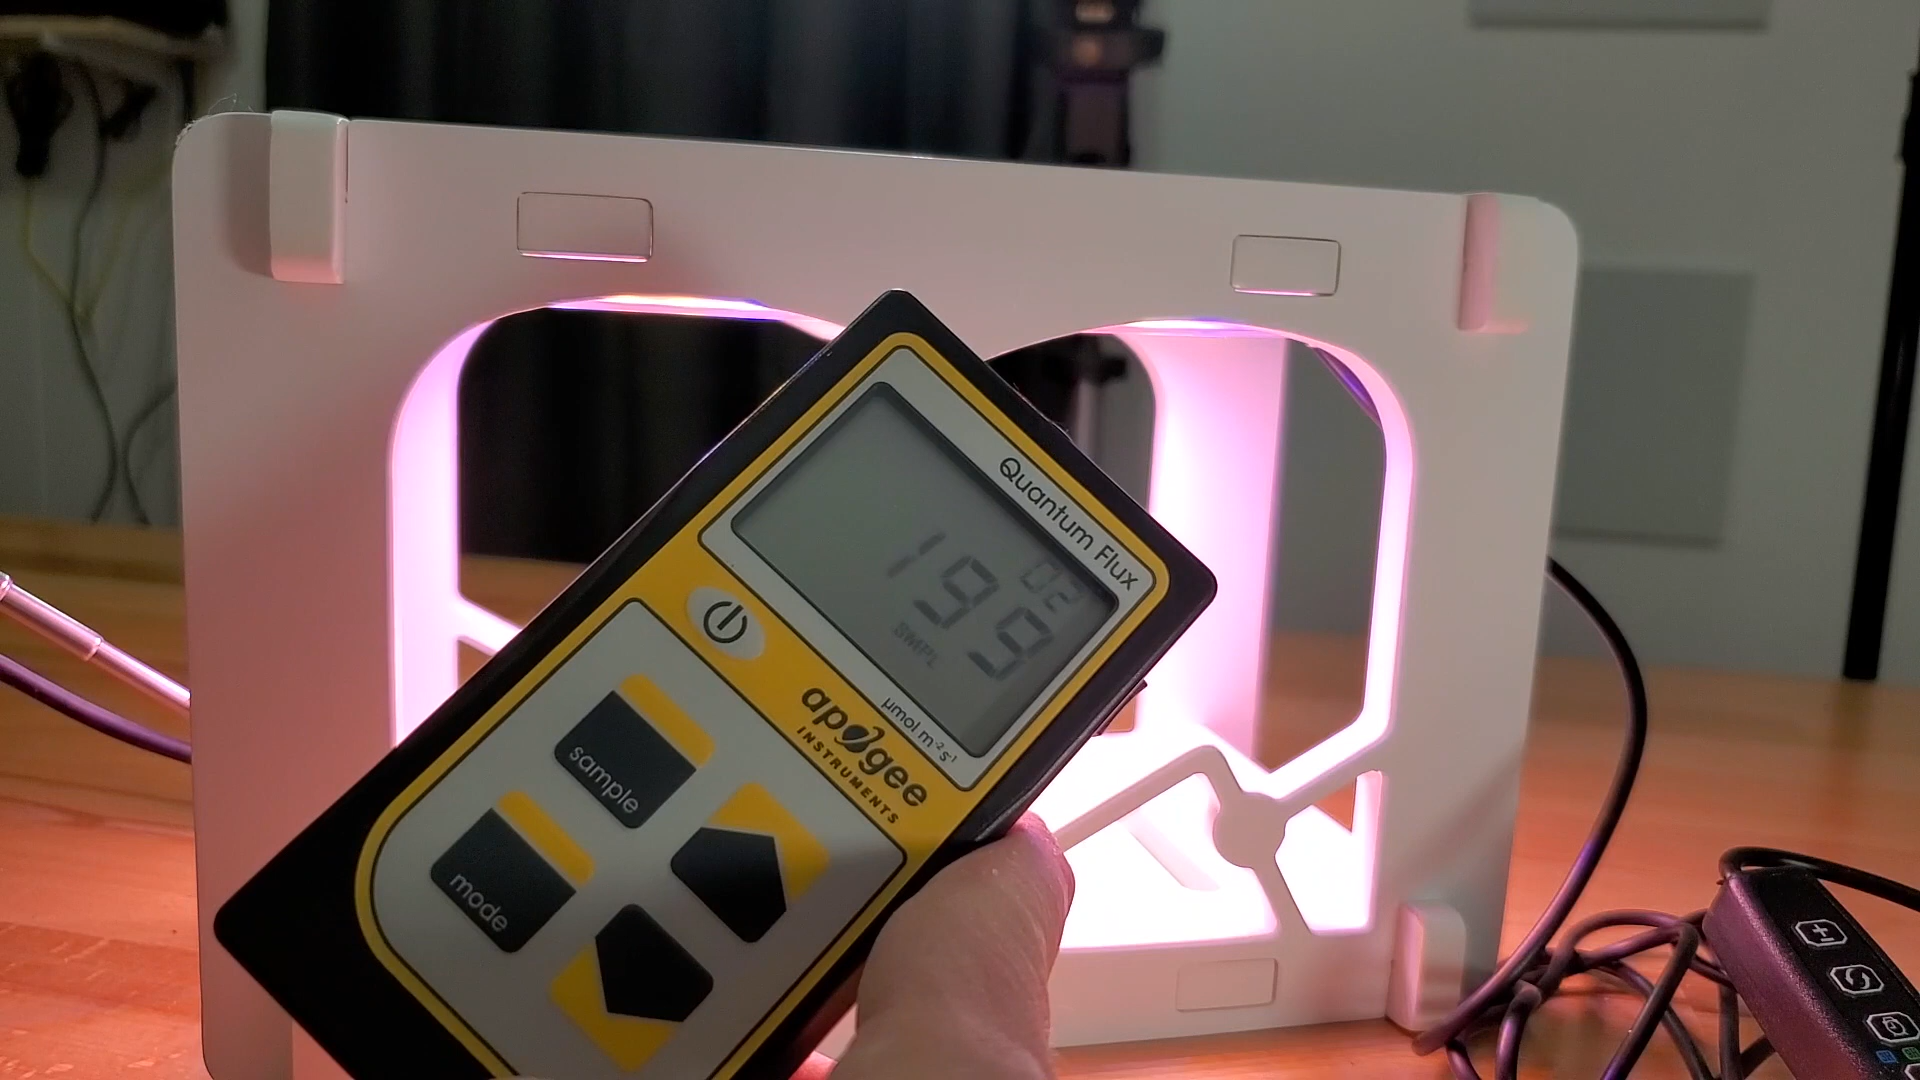 Quantum Flux
02
199
SMPL
µmol m⁻² s⁻¹
apogee
INSTRUMENTS
sample
mode